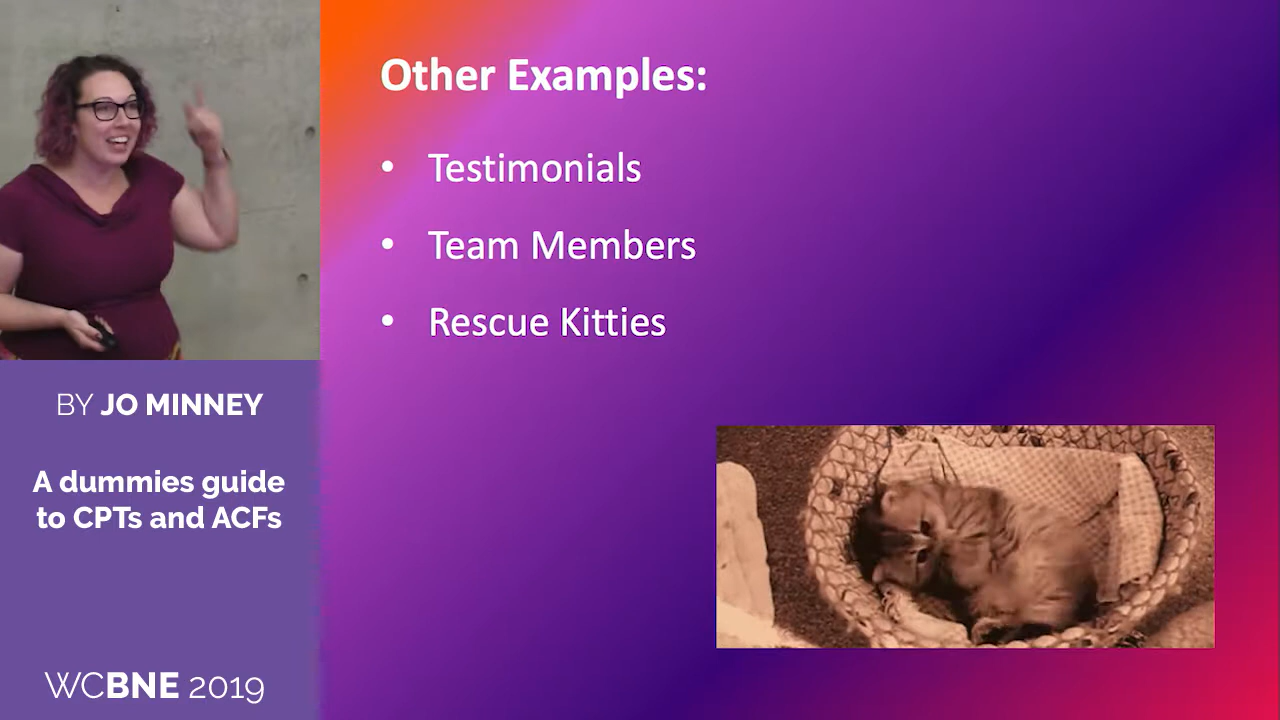 Other Examples:
• Testimonials
• Team Members
• Rescue Kitties
BY JO MINNEY
A dummies guide
to CPTs and ACFs
WCBNE 2019